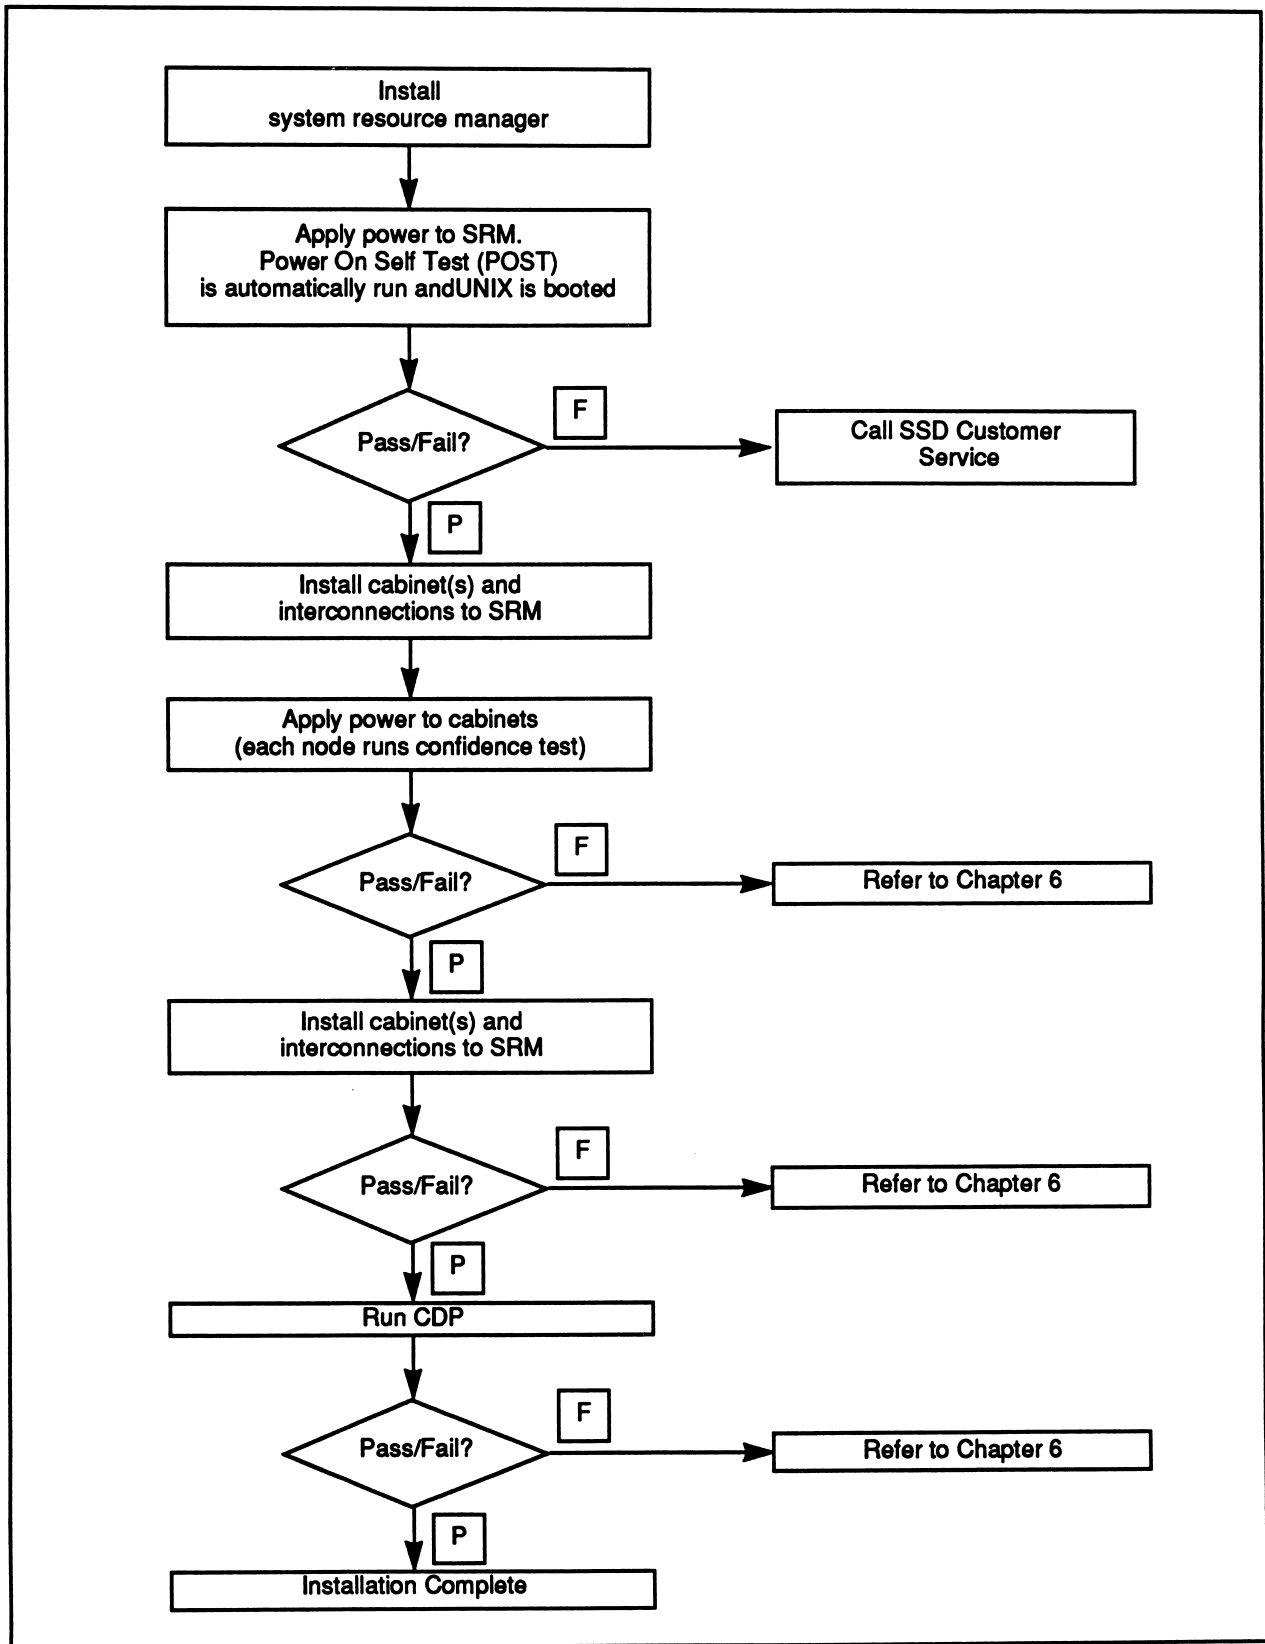 Install
system resource manager
Apply power to SRM.
Power On Self Test (POST)
is automatically run andUNIX is booted
Pass/Fail?
F
Call SSD Customer
Service
P
Install cabinet(s) and
interconnections to SRM
Apply power to cabinets
(each node runs confidence test)
Pass/Fail?
F
Refer to Chapter 6
P
Install cabinet(s) and
interconnections to SRM
Pass/Fail?
F
Refer to Chapter 6
P
Run CDP
Pass/Fail?
F
Refer to Chapter 6
P
Installation Complete